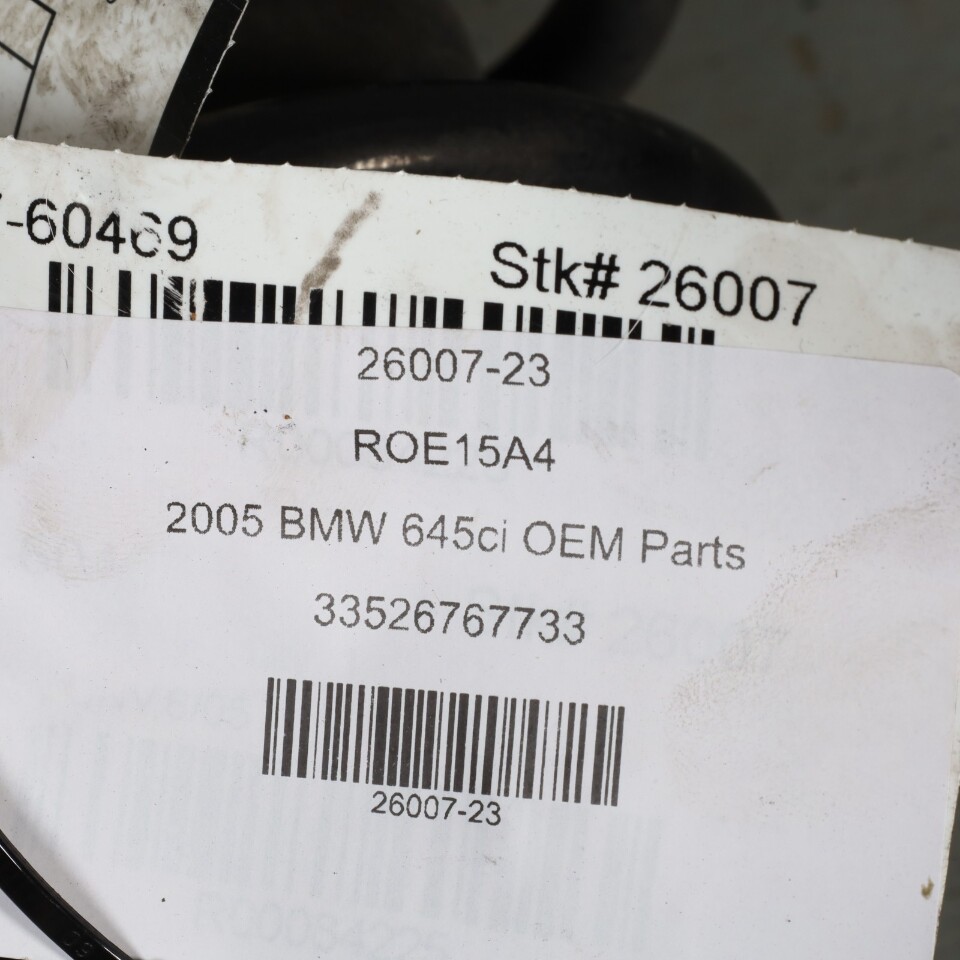 -60469
Stk# 26007
26007-23
ROE15A4
2005 BMW 645ci OEM Parts
33526767733
26007-23